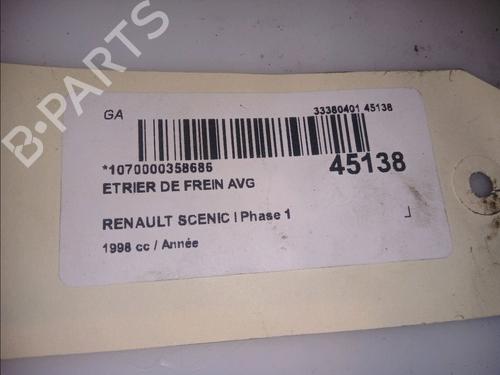 GA
33380401 45138
*1070000358686
45138
ETRIER DE FREIN AVG
RENAULT SCENIC I Phase 1
1998 cc / Année
B-PARTS